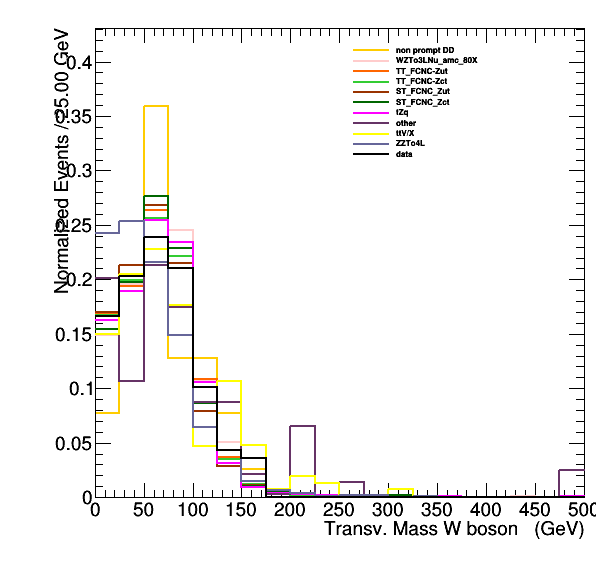 Normalized Events / 25.00 GeV
0.4
0.35
0.3
0.25
0.2
0.15
0.1
0.05
0
non prompt DD
WZTo3LNu_amc_80X
TT_FCNC-Zut
TT_FCNC-Zct
ST_FCNC_Zut
ST_FCNC_Zct
tZq
other
ttV/X
ZZTo4L
data
0 50 100 150 200 250 300 350 400 450 500
Transv. Mass W boson (GeV)